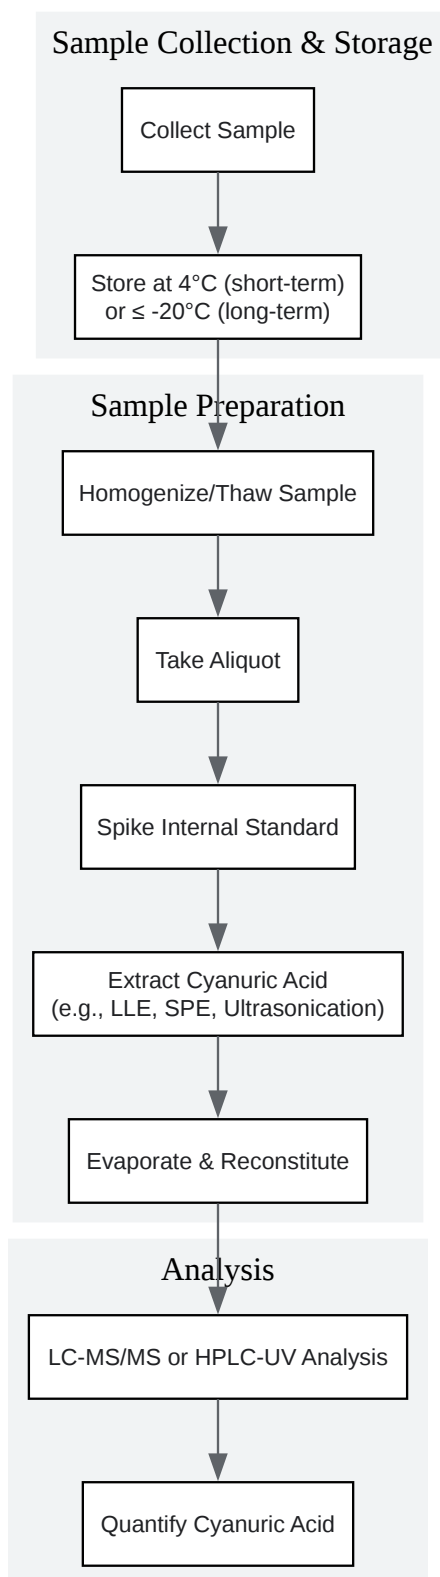 Sample Collection & Storage
Collect Sample
Store at 4°C (short-term)
or ≤ -20°C (long-term)
Sample Preparation
Homogenize/Thaw Sample
Take Aliquot
Spike Internal Standard
Extract Cyanuric Acid
(e.g., LLE, SPE, Ultrasonication)
Evaporate & Reconstitute
Analysis
LC-MS/MS or HPLC-UV Analysis
Quantify Cyanuric Acid